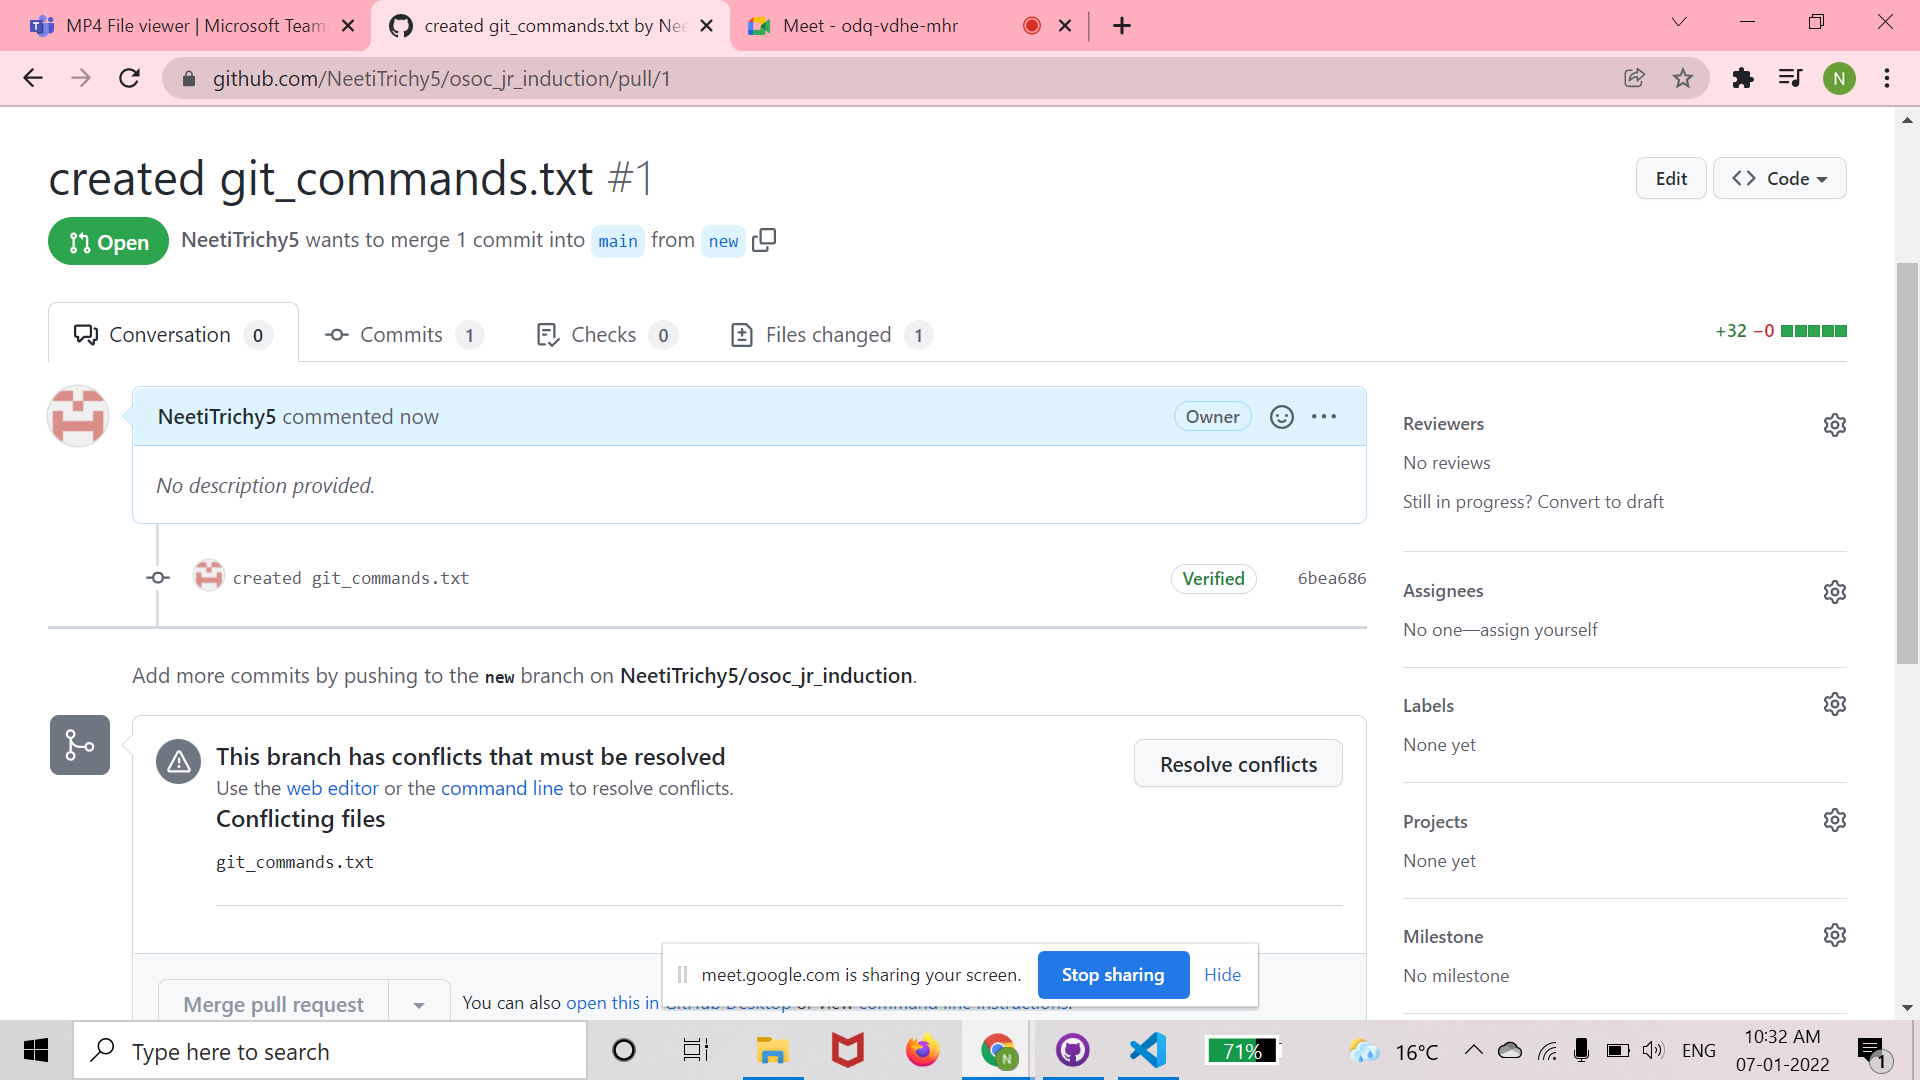 MP4 File viewer | Microsoft Team
created git_commands.txt by Nee
Meet - odq-vdhe-mhr
github.com/NeetiTrichy5/osoc_jr_induction/pull/1
N
created git_commands.txt #1
Edit
Code
Open
NeetiTrichy5 wants to merge 1 commit into main from new
Conversation 0
Commits 1
Checks 0
Files changed 1
+32 −0
NeetiTrichy5 commented now
Owner
No description provided.
created git_commands.txt
Verified
6bea686
Add more commits by pushing to the new branch on NeetiTrichy5/osoc_jr_induction.
This branch has conflicts that must be resolved
Use the web editor or the command line to resolve conflicts.
Resolve conflicts
Conflicting files
git_commands.txt
Merge pull request
You can also open this in GitHub Desktop or view command line instructions.
Reviewers
No reviews
Still in progress? Convert to draft
Assignees
No one—assign yourself
Labels
None yet
Projects
None yet
Milestone
No milestone
meet.google.com is sharing your screen.
Stop sharing
Hide
Type here to search
N
71%
16°C
ENG
10:32 AM
07-01-2022
1